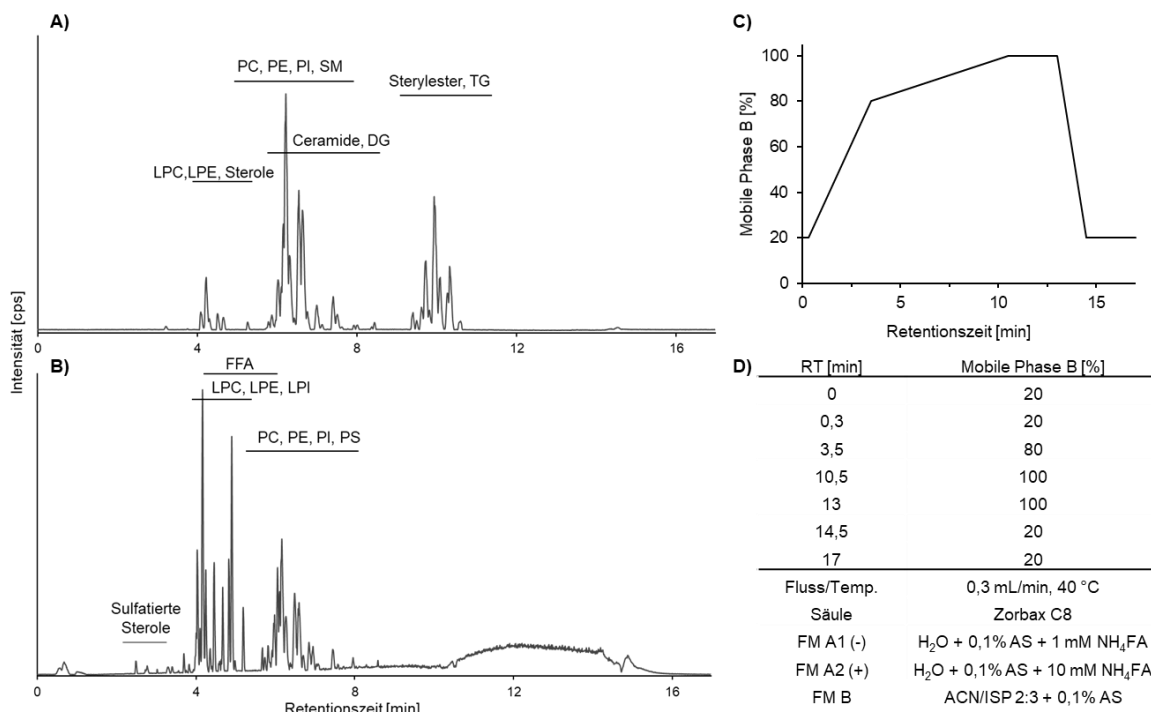 A)
PC, PE, PI, SM
Sterylester, TG
Ceramide, DG
LPC,LPE, Sterole
0 4 8 12 16
B)
FFA
LPC, LPE, LPI
PC, PE, PI, PS
Sulfatierte
Sterole
0 4 8 12 16
Retentionszeit [min]
Intensität [cps]
C)
100
80
60
40
20
0
0 5 10 15
Mobile Phase B [%]
Retentionszeit [min]
D)
RT [min] Mobile Phase B [%]
0 20
0,3 20
3,5 80
10,5 100
13 100
14,5 20
17 20
Fluss/Temp. 0,3 mL/min, 40 °C
Säule Zorbax C8
FM A1 (-) H₂O + 0,1% AS + 1 mM NH₄FA
FM A2 (+) H₂O + 0,1% AS + 10 mM NH₄FA
FM B ACN/ISP 2:3 + 0,1% AS